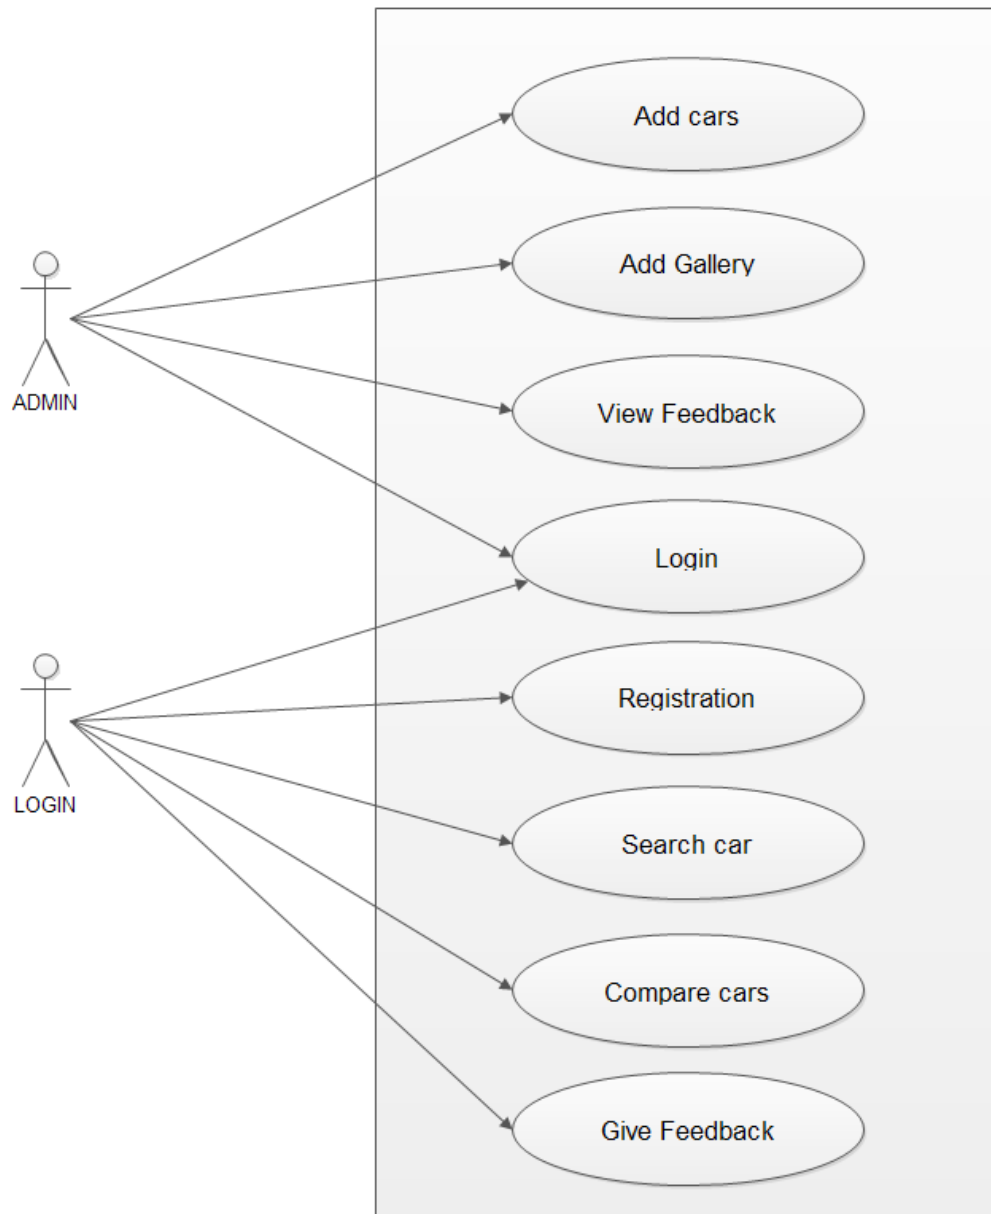 Add cars
Add Gallery
ADMIN
View Feedback
Login
Registration
LOGIN
Search car
Compare cars
Give Feedback